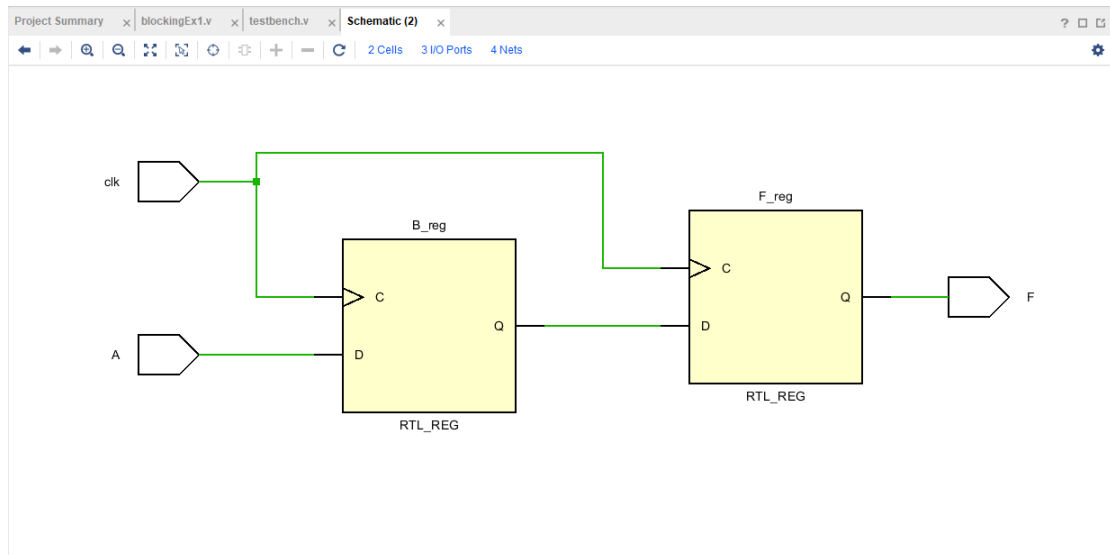 Project Summary × blockingEx1.v × testbench.v × Schematic (2) × ?
2 Cells 3 I/O Ports 4 Nets
clk
F_reg
B_reg
C
C
Q
F
Q
D
A
D
RTL_REG
RTL_REG